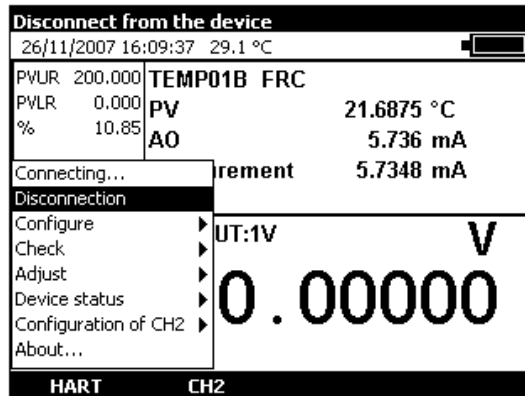 Disconnect from the device
26/11/2007 16:09:37 29.1 °C
PVUR 200.000
PVLR 0.000
% 10.85
TEMP01B FRC
PV 21.6875 °C
AO 5.736 mA
rement 5.7348 mA
Connecting...
Disconnection
Configure
Check
Adjust
Device status
Configuration of CH2
About...
UT:1V V
0.00000
HART CH2